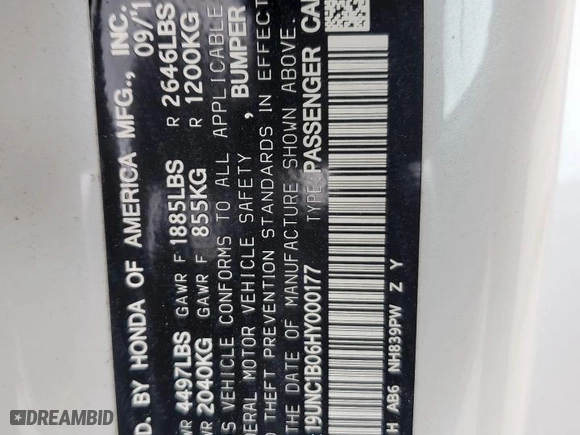 D. BY HONDA OF AMERICA MFG., INC.
09/1
WR 4497LBS GAWR F 1885LBS R 2646LBS
WR 2040KG GAWR F 855KG R 1200KG
S VEHICLE CONFORMS TO ALL APPLICABLE
ERAL MOTOR VEHICLE SAFETY, BUMPER,
D THEFT PREVENTION STANDARDS IN EFFECT
DATE OF MANUFACTURE SHOWN ABOVE.
19UNC1B06HY000177 TYPE: PASSENGER CA
H AB6 NH839PW Z Y
DREAMBID